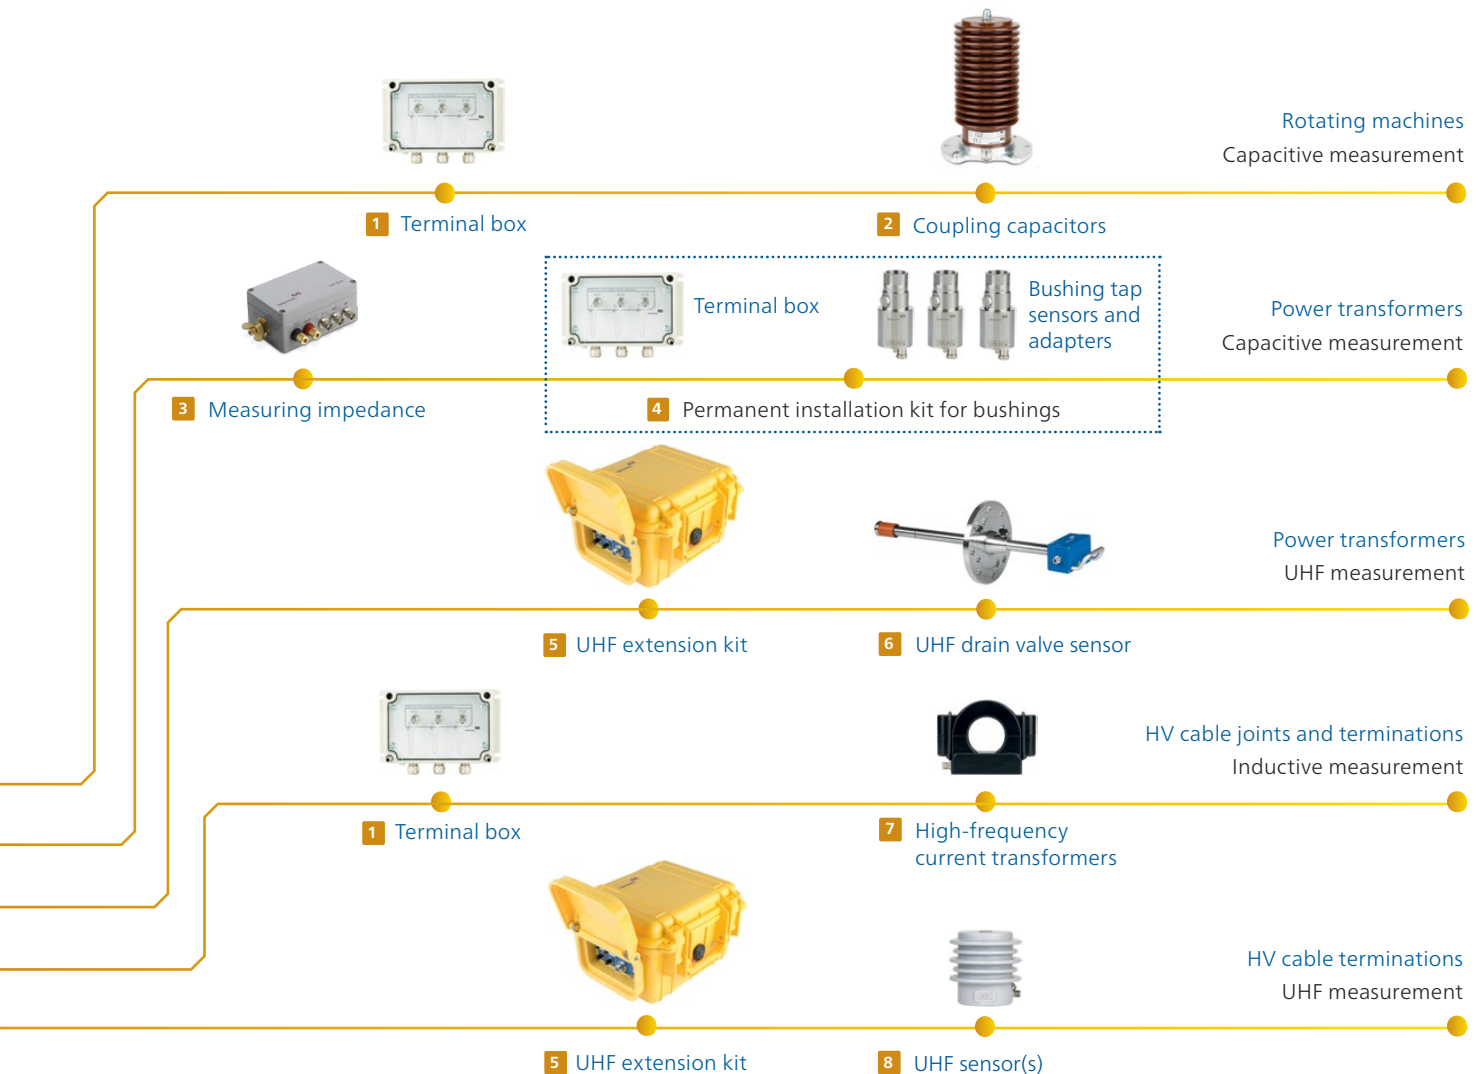 Rotating machines
Capacitive measurement
1 Terminal box
2 Coupling capacitors
Terminal box
Bushing tap
sensors and
adapters
Power transformers
Capacitive measurement
3 Measuring impedance
4 Permanent installation kit for bushings
Power transformers
UHF measurement
5 UHF extension kit
6 UHF drain valve sensor
HV cable joints and terminations
Inductive measurement
1 Terminal box
7 High-frequency
current transformers
HV cable terminations
UHF measurement
5 UHF extension kit
8 UHF sensor(s)